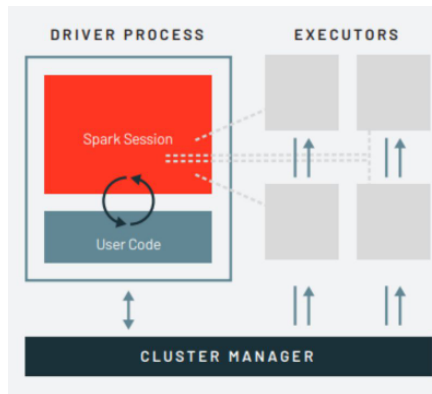 DRIVER PROCESS
EXECUTORS
Spark Session
User Code
CLUSTER MANAGER